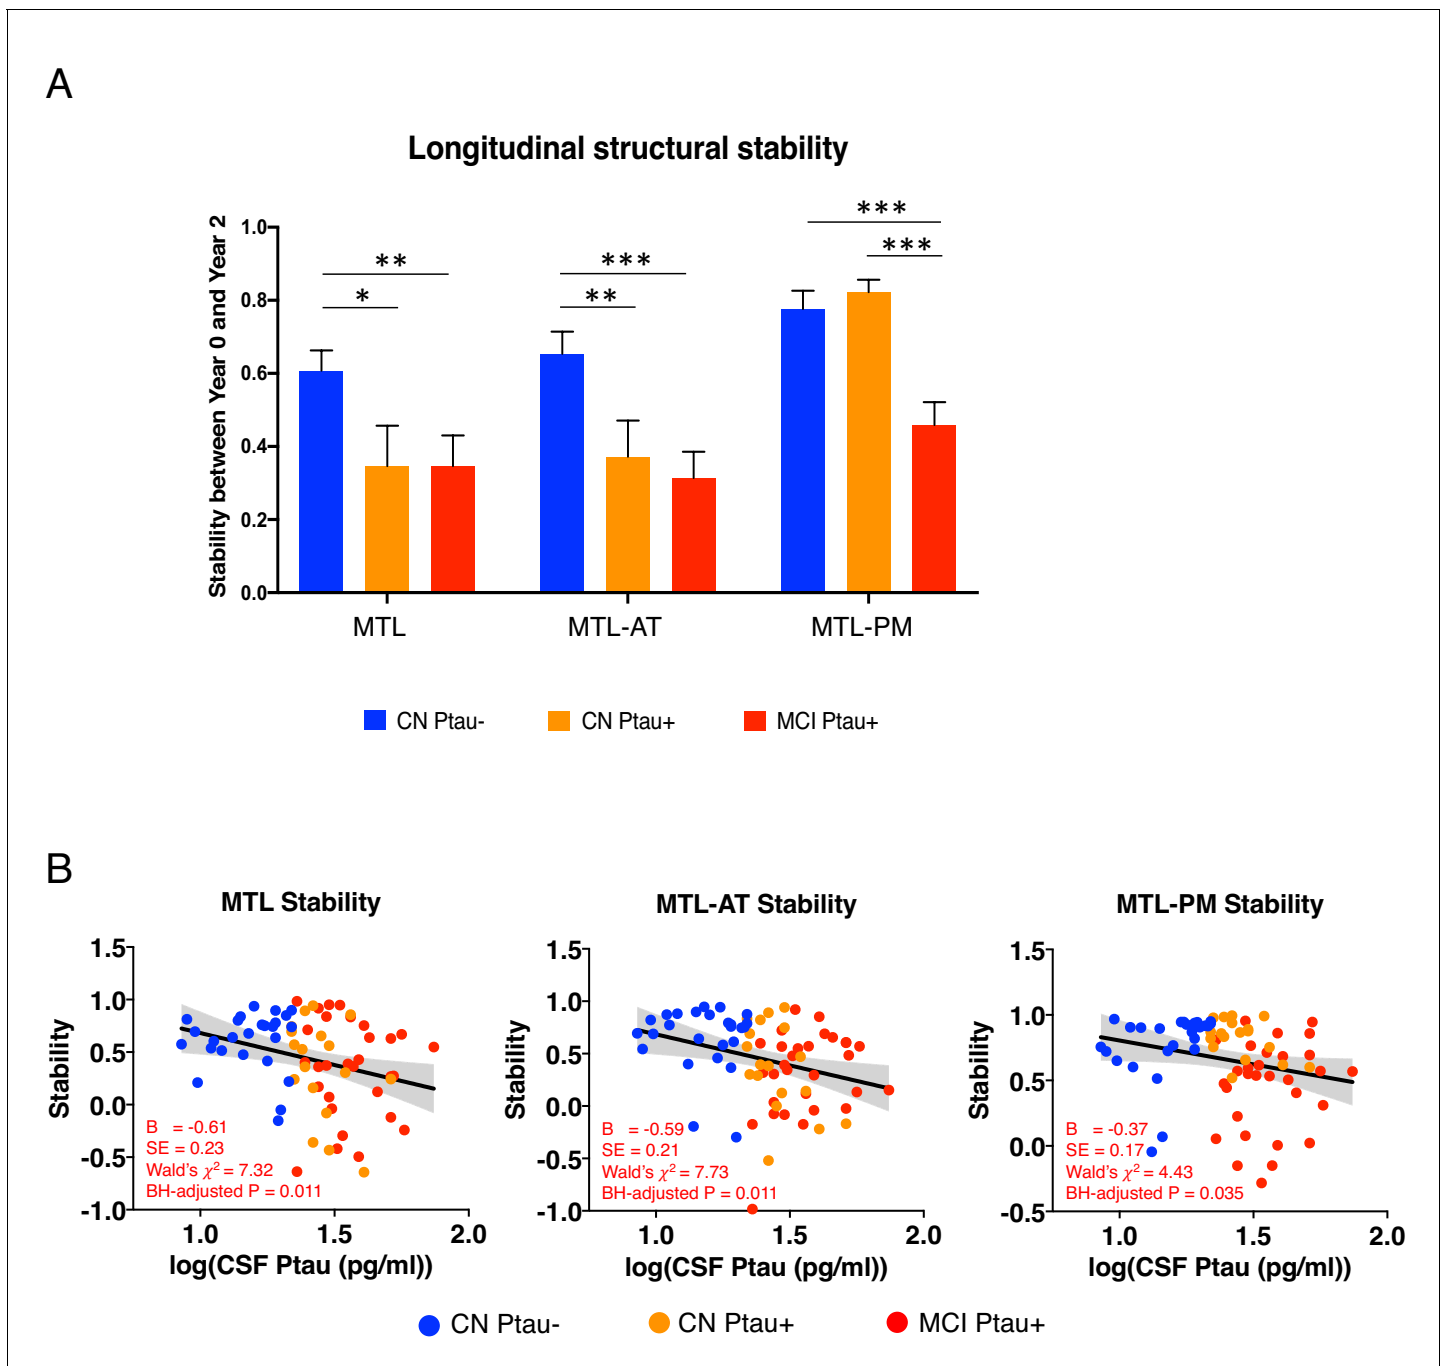 A
Longitudinal structural stability
Stability between Year 0 and Year 2
1.0
0.8
0.6
0.4
0.2
0.0
**
*
***
**
***
***
MTL
MTL-AT
MTL-PM
CN Ptau-
CN Ptau+
MCI Ptau+
B
MTL Stability
Stability
1.5
1.0
0.5
0.0
-0.5
-1.0
B = -0.61
SE = 0.23
Wald's χ² = 7.32
BH-adjusted P = 0.011
1.0
1.5
2.0
log(CSF Ptau (pg/ml))
MTL-AT Stability
Stability
1.5
1.0
0.5
0.0
-0.5
-1.0
B = -0.59
SE = 0.21
Wald's χ² = 7.73
BH-adjusted P = 0.011
1.0
1.5
2.0
log(CSF Ptau (pg/ml))
MTL-PM Stability
Stability
1.5
1.0
0.5
0.0
-0.5
B = -0.37
SE = 0.17
Wald's χ² = 4.43
BH-adjusted P = 0.035
1.0
1.5
2.0
log(CSF Ptau (pg/ml))
CN Ptau-
CN Ptau+
MCI Ptau+